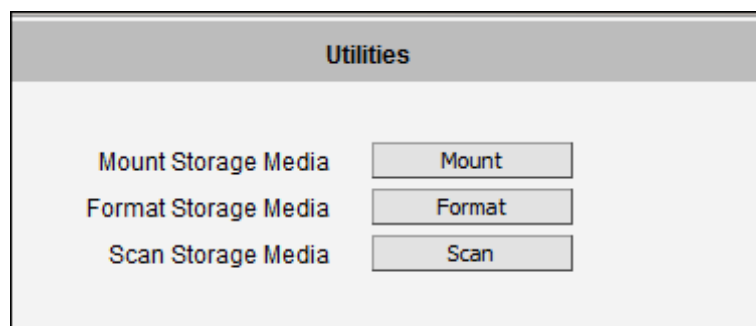 Utilities
Mount Storage Media Mount
Format Storage Media Format
Scan Storage Media Scan